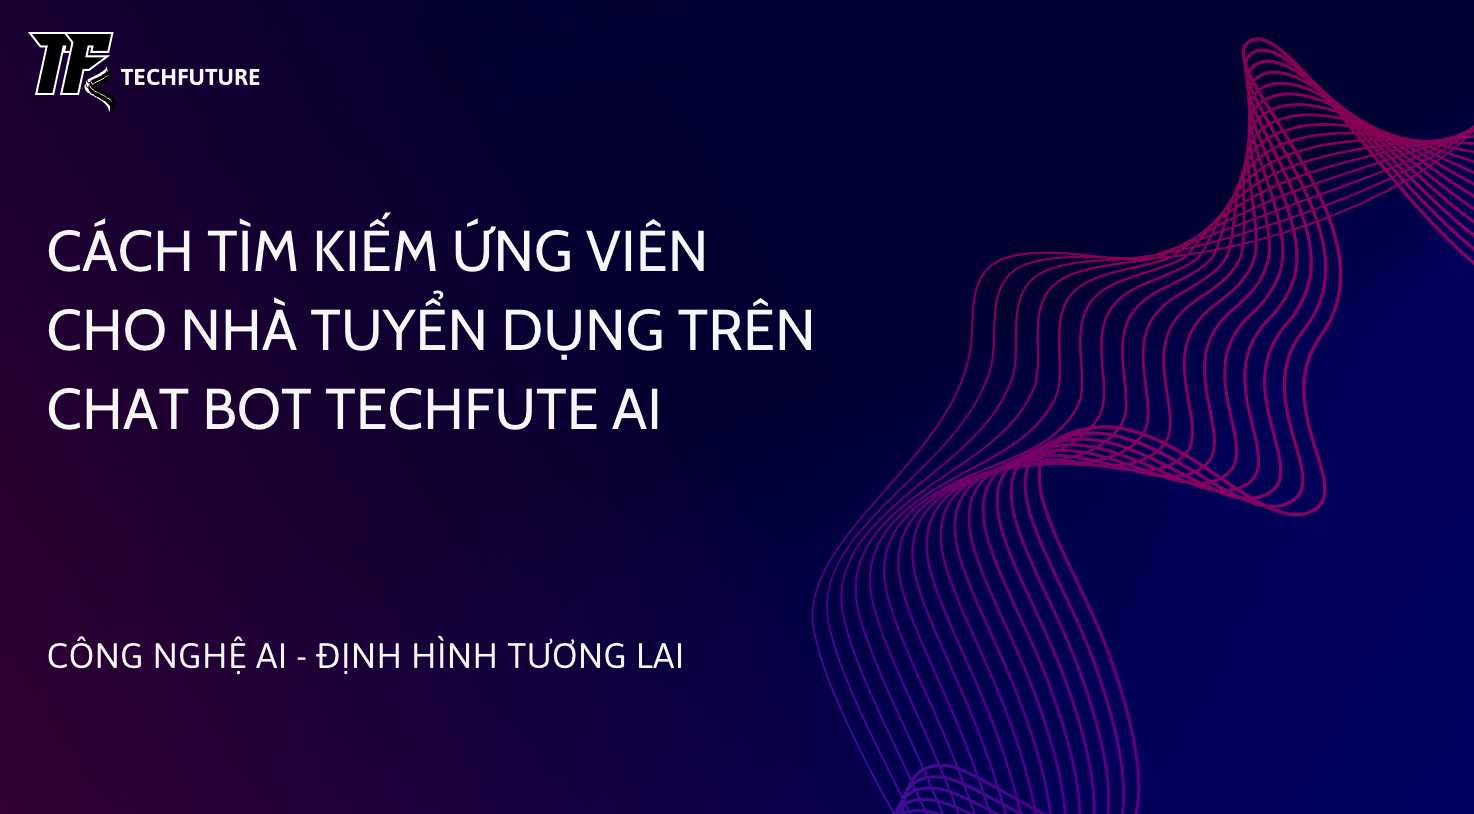 TF TECHFUTURE
CÁCH TÌM KIẾM ỨNG VIÊN
CHO NHÀ TUYỂN DỤNG TRÊN
CHAT BOT TECHFUTE AI
CÔNG NGHỆ AI - ĐỊNH HÌNH TƯƠNG LAI